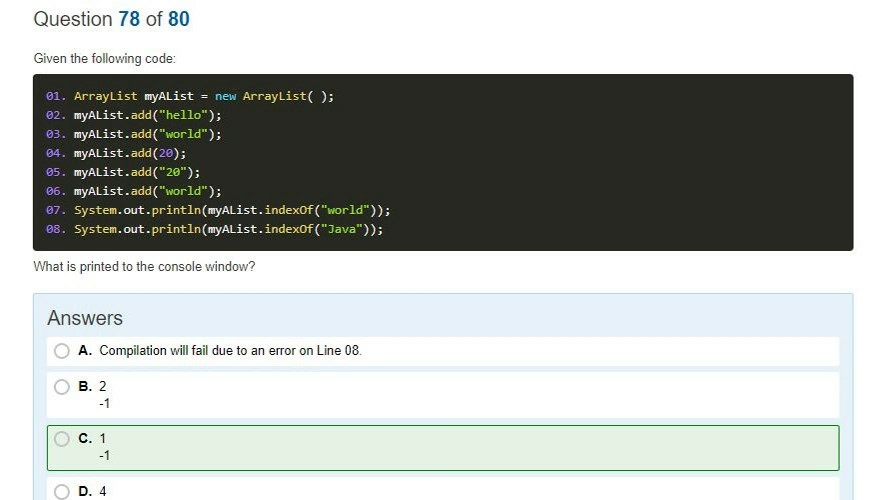 Question 78 of 80
Given the following code:
01. ArrayList myAList = new ArrayList( );
02. myAList.add("hello");
03. myAList.add("world");
04. myAList.add(20);
05. myAList.add("20");
06. myAList.add("world");
07. System.out.println(myAList.indexOf("world"));
08. System.out.println(myAList.indexOf("Java"));
What is printed to the console window?
Answers
A. Compilation will fail due to an error on Line 08.
B. 2
-1
C. 1
-1
D. 4